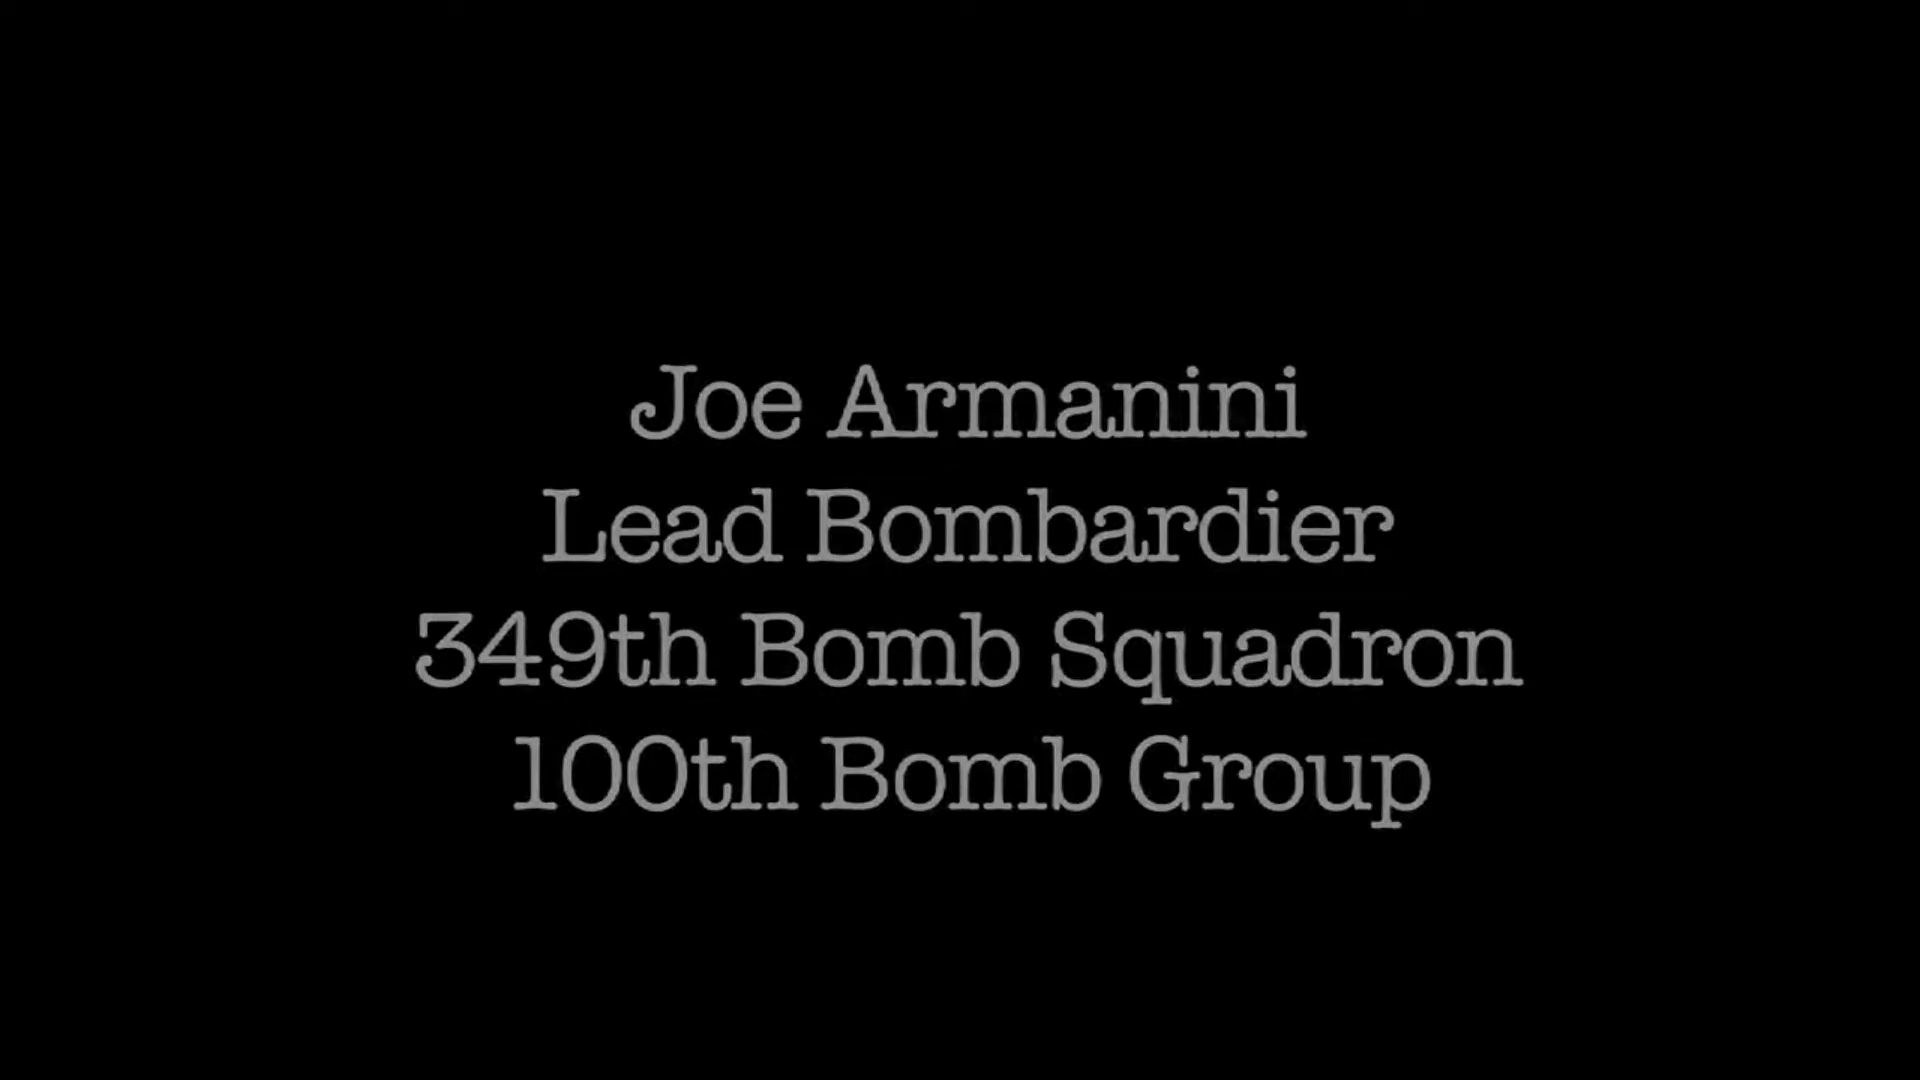 Joe Armanini
Lead Bombardier
349th Bomb Squadron
100th Bomb Group